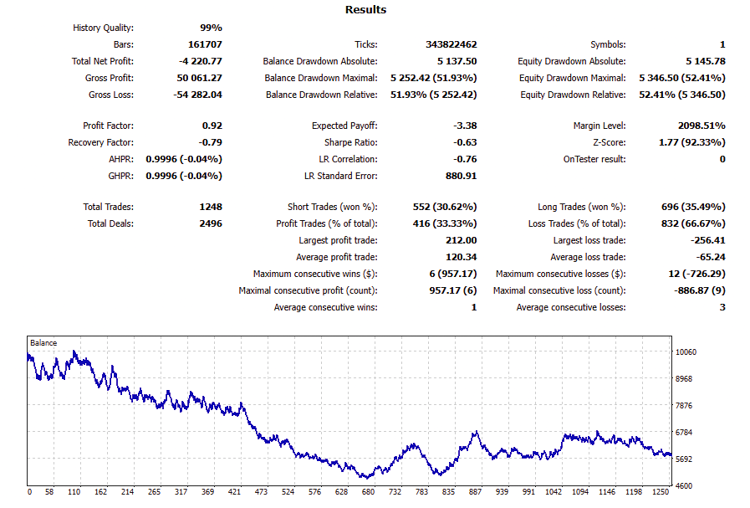 Results
History Quality: 99%
Bars: 161707 Ticks: 343822462 Symbols: 1
Total Net Profit: -4 220.77 Balance Drawdown Absolute: 5 137.50 Equity Drawdown Absolute: 5 145.78
Gross Profit: 50 061.27 Balance Drawdown Maximal: 5 252.42 (51.93%) Equity Drawdown Maximal: 5 346.50 (52.41%)
Gross Loss: -54 282.04 Balance Drawdown Relative: 51.93% (5 252.42) Equity Drawdown Relative: 52.41% (5 346.50)
Profit Factor: 0.92 Expected Payoff: -3.38 Margin Level: 2098.51%
Recovery Factor: -0.79 Sharpe Ratio: -0.63 Z-Score: 1.77 (92.33%)
AHPR: 0.9996 (-0.04%) LR Correlation: -0.76 OnTester result: 0
GHPR: 0.9996 (-0.04%) LR Standard Error: 880.91
Total Trades: 1248 Short Trades (won %): 552 (30.62%) Long Trades (won %): 696 (35.49%)
Total Deals: 2496 Profit Trades (% of total): 416 (33.33%) Loss Trades (% of total): 832 (66.67%)
Largest profit trade: 212.00 Largest loss trade: -256.41
Average profit trade: 120.34 Average loss trade: -65.24
Maximum consecutive wins ($): 6 (957.17) Maximum consecutive losses ($): 12 (-726.29)
Maximal consecutive profit (count): 957.17 (6) Maximal consecutive loss (count): -886.87 (9)
Average consecutive wins: 1 Average consecutive losses: 3
Balance
10060
8968
7876
6784
5692
4600
0 58 110 162 214 265 317 369 421 473 524 576 628 680 732 783 835 887 939 991 1042 1094 1146 1198 1250